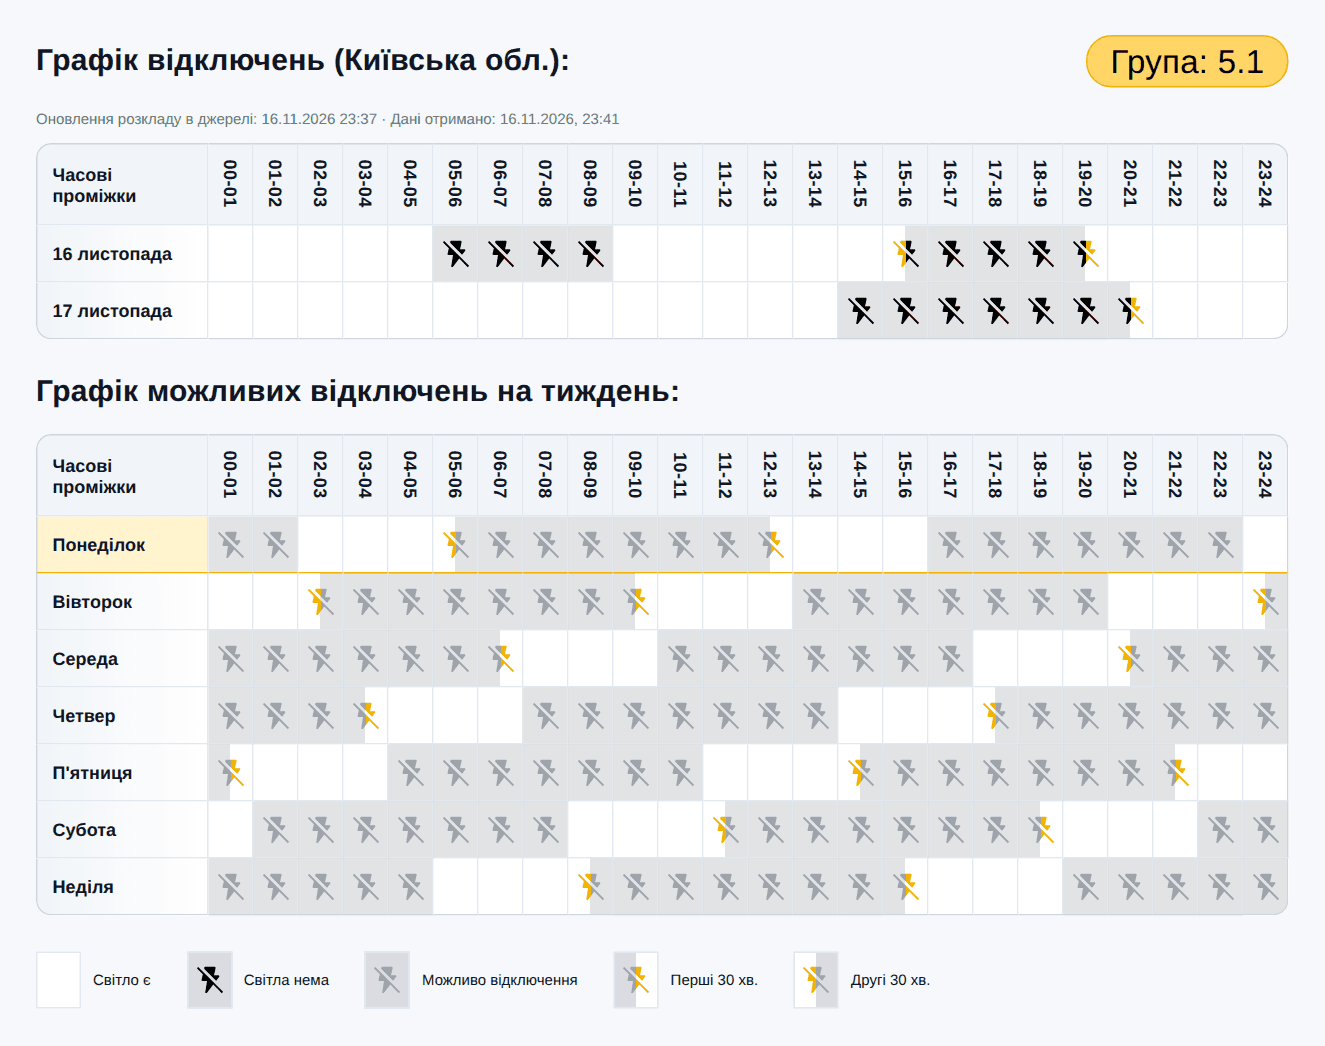 Графік відключень (Київська обл.):
Група: 5.1
Оновлення розкладу в джерелі: 16.11.2026 23:37 · Дані отримано: 16.11.2026, 23:41
Часові проміжки 00-01 01-02 02-03 03-04 04-05 05-06 06-07 07-08 08-09 09-10 10-11 11-12 12-13 13-14 14-15 15-16 16-17 17-18 18-19 19-20 20-21 21-22 22-23 23-24
16 листопада
17 листопада
Графік можливих відключень на тиждень:
Часові проміжки 00-01 01-02 02-03 03-04 04-05 05-06 06-07 07-08 08-09 09-10 10-11 11-12 12-13 13-14 14-15 15-16 16-17 17-18 18-19 19-20 20-21 21-22 22-23 23-24
Понеділок
Вівторок
Середа
Четвер
П'ятниця
Субота
Неділя
Світло є Світла нема Можливо відключення Перші 30 хв. Другі 30 хв.